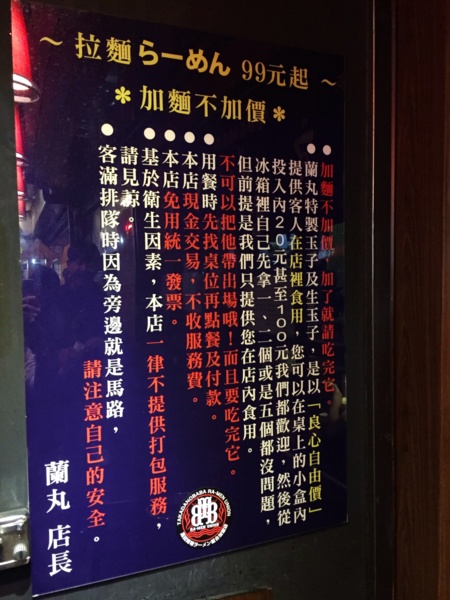 ~ 拉麵らーめん 99元起 ~
*加麵不加價*
●加麵不加價,加了就請吃完它。
●蘭丸特製玉子及生玉子,是以「良心自由價」
提供客人在店裡食用,您可以在桌上的小盒內
投入內20元甚至100元我們都歡迎,然後從
冰箱裡自己先拿一、二個或是五個都沒問題,
但前提是我們只提供您在店內食用。
不可以把他帶出場哦!而且要吃完它。
●用餐時先找桌位再點餐及付款。
●本店現金交易,不收服務費。
●本店免用統一發票。
●基於衛生因素,本店一律不提供打包服務,
請見諒。
●客滿排隊時因為旁邊就是馬路,
請注意自己的安全。
蘭丸 店長
TAKADANOBABA RA-MEN UNION